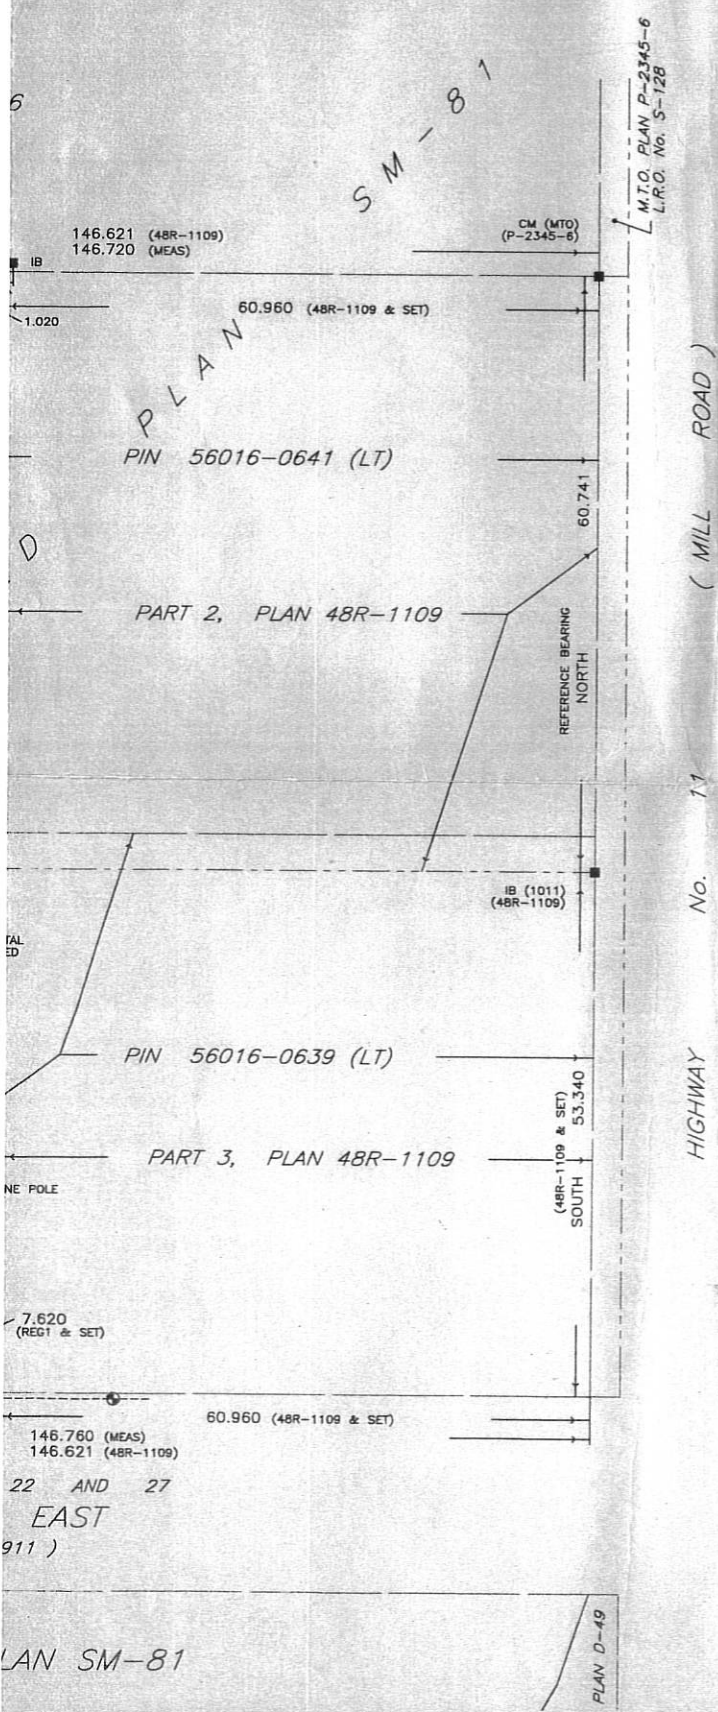 M.T.O. PLAN P-2345-6
L.R.O. No. S-128
6
SM-81
146.621 (48R-1109)
146.720 (MEAS)
IB
CM (MTO)
(P-2345-6)
60.960 (48R-1109 & SET)
1.020
PLAN
PIN 56016-0641 (LT)
60.741
D
PART 2, PLAN 48R-1109
REFERENCE BEARING
NORTH
HIGHWAY No. 11 ( MILL ROAD )
IB (1011)
(48R-1109)
TAL
ED
PIN 56016-0639 (LT)
53.340
(48R-1109 & SET)
SOUTH
PART 3, PLAN 48R-1109
NE POLE
7.620
(REG1 & SET)
60.960 (48R-1109 & SET)
146.760 (MEAS)
146.621 (48R-1109)
22 AND 27
EAST
911 )
LAN SM-81
PLAN D-49